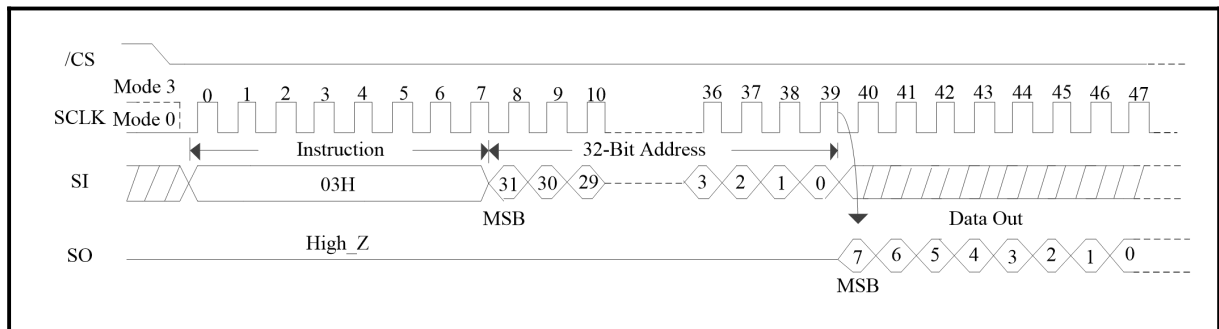 /CS
Mode 3
SCLK Mode 0
0 1 2 3 4 5 6 7 8 9 10 36 37 38 39 40 41 42 43 44 45 46 47
Instruction 32-Bit Address
SI 03H 31 30 29 3 2 1 0
MSB Data Out
High_Z
SO 7 6 5 4 3 2 1 0
MSB